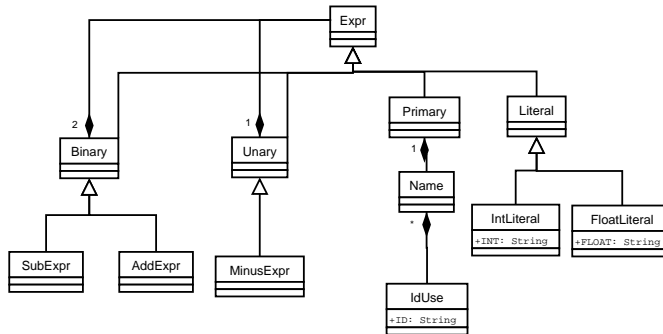 Expr
2
1
Binary
Unary
Primary
Literal
1
Name
*
SubExpr
AddExpr
MinusExpr
IntLiteral
+INT: String
FloatLiteral
+FLOAT: String
IdUse
+ID: String